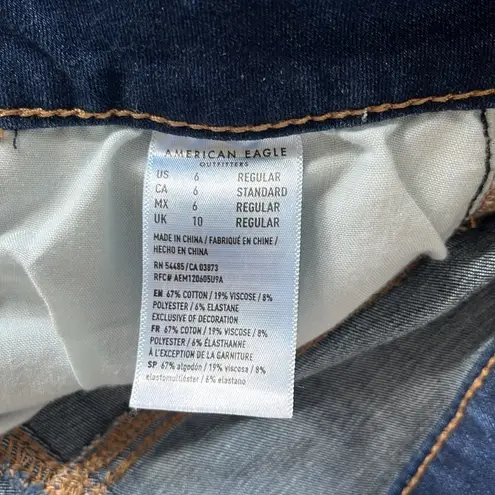 AMERICAN EAGLE
OUTFITTERS
US 6 REGULAR
CA 6 STANDARD
MX 6 REGULAR
UK 10 REGULAR
MADE IN CHINA / FABRIQUÉ EN CHINE /
HECHO EN CHINA
RN 54485 / CA 03873
RFC# AEM120605U9A
EN 67% COTTON / 19% VISCOSE / 8%
POLYESTER / 6% ELASTANE
EXCLUSIVE OF DECORATION
FR 67% COTON / 19% VISCOSE / 8%
POLYESTER / 6% ÉLASTHANNE
À L'EXCEPTION DE LA GARNITURE
SP 67% algodón / 19% viscosa / 8%
elastomultiéster / 6% elastano